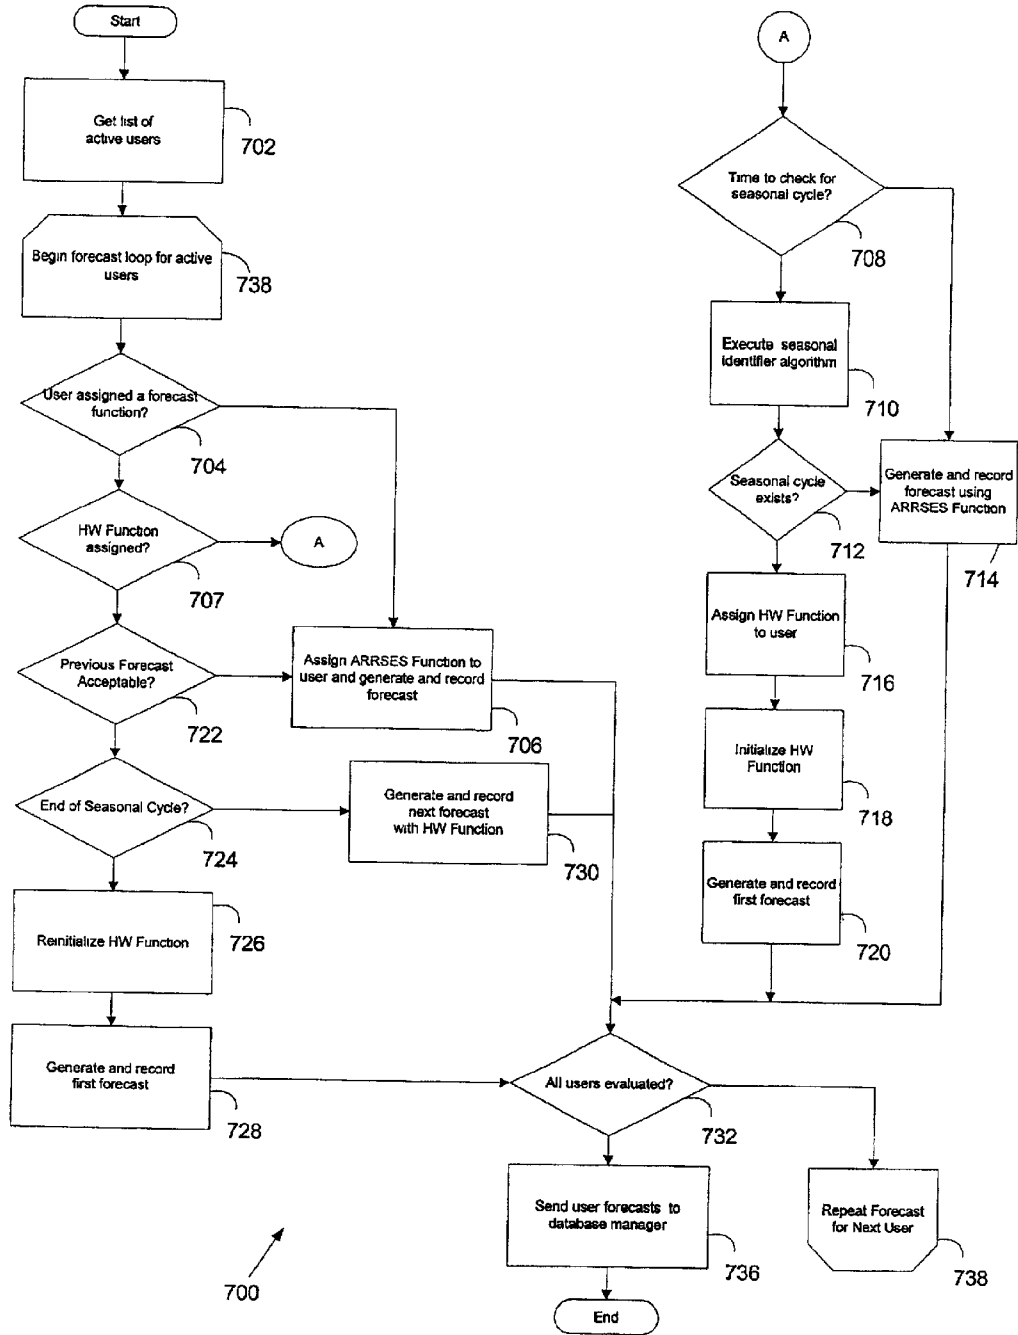 Start
Get list of
active users
702
Begin forecast loop for active
users
738
User assigned a forecast
function?
704
HW Function
assigned?
707
A
Previous Forecast
Acceptable?
722
Assign ARRSES Function to
user and generate and record
forecast
706
End of Seasonal Cycle?
724
Generate and record
next forecast
with HW Function
730
Reinitialize HW Function
726
Generate and record
first forecast
728
A
Time to check for
seasonal cycle?
708
Execute seasonal
identifier algorithm
710
Seasonal cycle
exists?
712
Generate and record
forecast using
ARRSES Function
714
Assign HW Function
to user
716
Initialize HW
Function
718
Generate and record
first forecast
720
All users evaluated?
732
Send user forecasts to
database manager
736
Repeat Forecast
for Next User
738
End
700